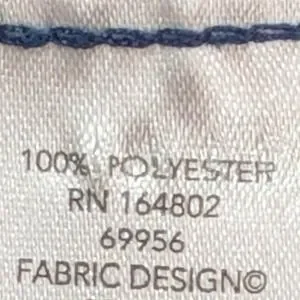 100% POLYESTER
RN 164802
69956
FABRIC DESIGN©